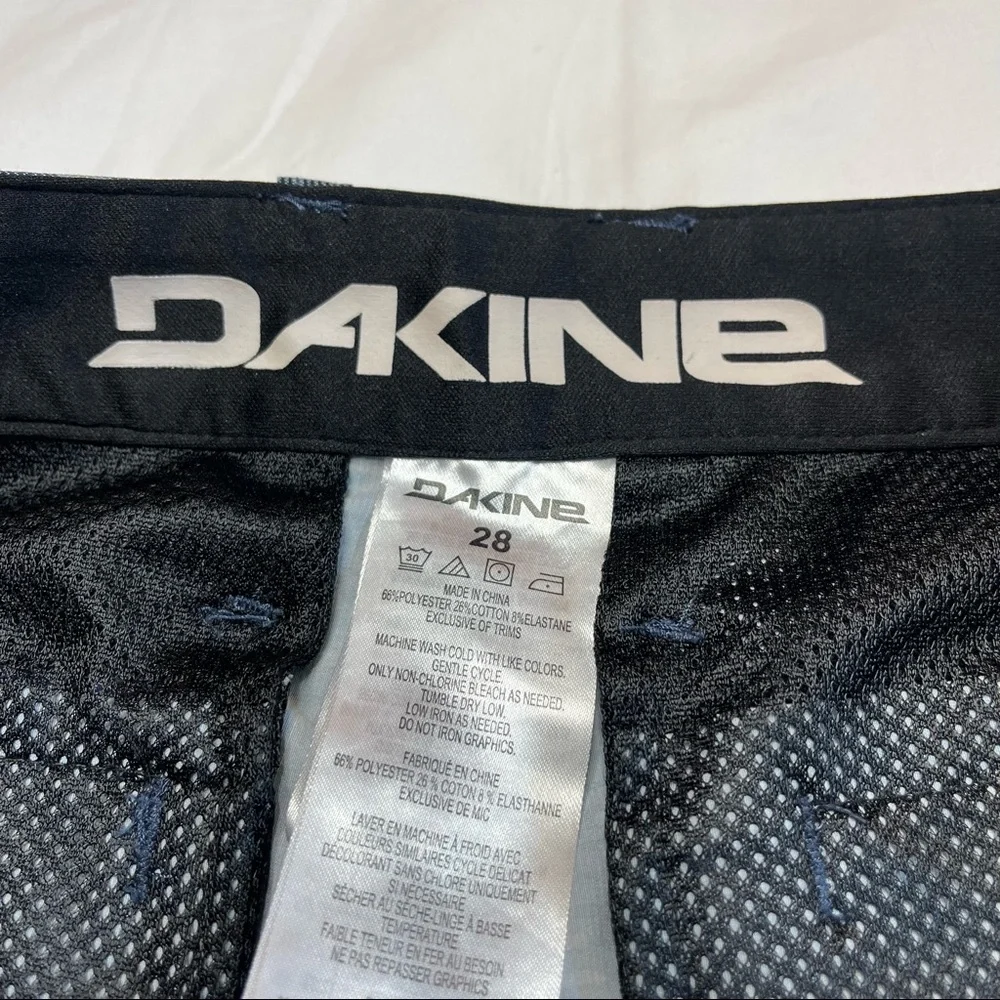 DAKINE
DAKINE
28
30
MADE IN CHINA
66%POLYESTER 26%COTTON 8%ELASTANE
EXCLUSIVE OF TRIMS
MACHINE WASH COLD WITH LIKE COLORS.
GENTLE CYCLE.
ONLY NON-CHLORINE BLEACH AS NEEDED.
TUMBLE DRY LOW.
LOW IRON AS NEEDED.
DO NOT IRON GRAPHICS.
FABRIQUÉ EN CHINE
66% POLYESTER 26 % COTTON 8 % ELASTHANNE
EXCLUSIVE DE MIC
LAVER EN MACHINE À FROID AVEC
COULEURS SIMILAIRES CYCLE DELICAT
DÉCOLORANT SANS CHLORE UNIQUEMENT
SI NECESSAIRE
SÉCHER AU SÈCHE-LINGE À BASSE
TEMPÉRATURE
FAIBLE TENEUR EN FER AU BESOIN
NE PAS REPASSER GRAPHICS